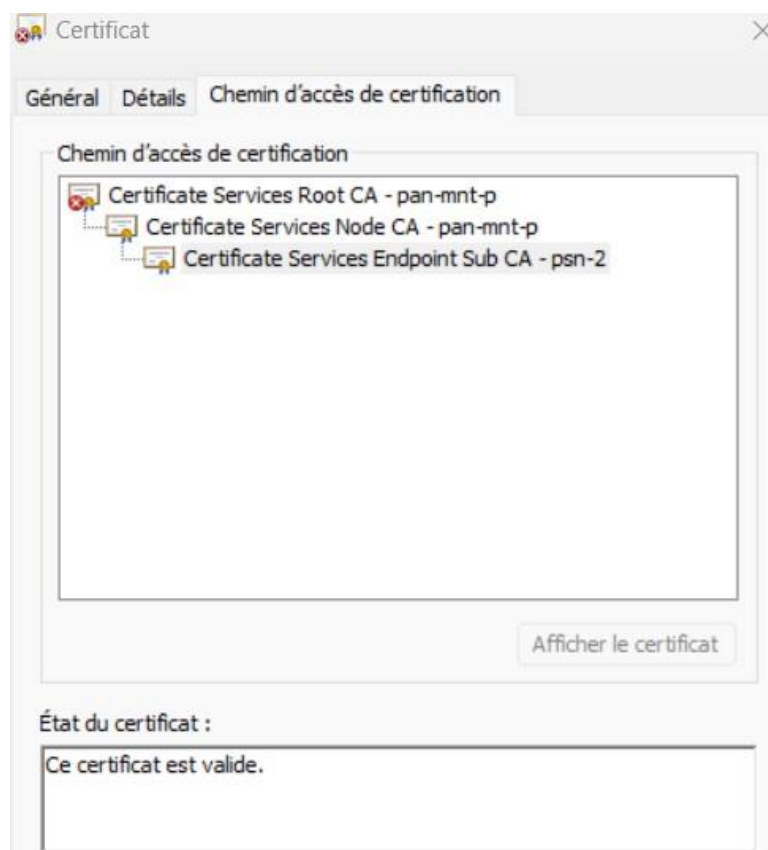 Certificat
Général Détails Chemin d'accès de certification
Chemin d'accès de certification
Certificate Services Root CA - pan-mnt-p
Certificate Services Node CA - pan-mnt-p
Certificate Services Endpoint Sub CA - psn-2
Afficher le certificat
État du certificat :
Ce certificat est valide.